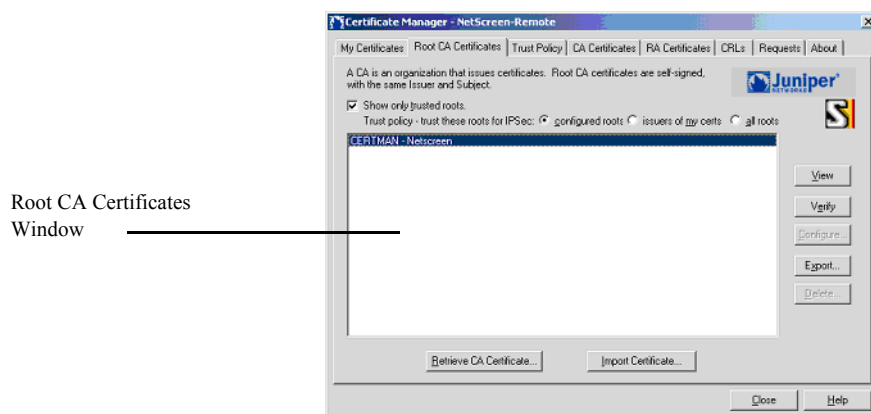 Certificate Manager - NetScreen-Remote
My Certificates Root CA Certificates Trust Policy CA Certificates RA Certificates CRLs Requests About
A CA is an organization that issues certificates. Root CA certificates are self-signed,
with the same Issuer and Subject.
Juniper
NETWORKS
Show only trusted roots.
Trust policy - trust these roots for IPSec: configured roots issuers of my certs all roots
S
CERTMAN - Netscreen
View
Root CA Certificates
Window
Verify
Configure...
Export...
Delete...
Retrieve CA Certificate... Import Certificate...
Close Help